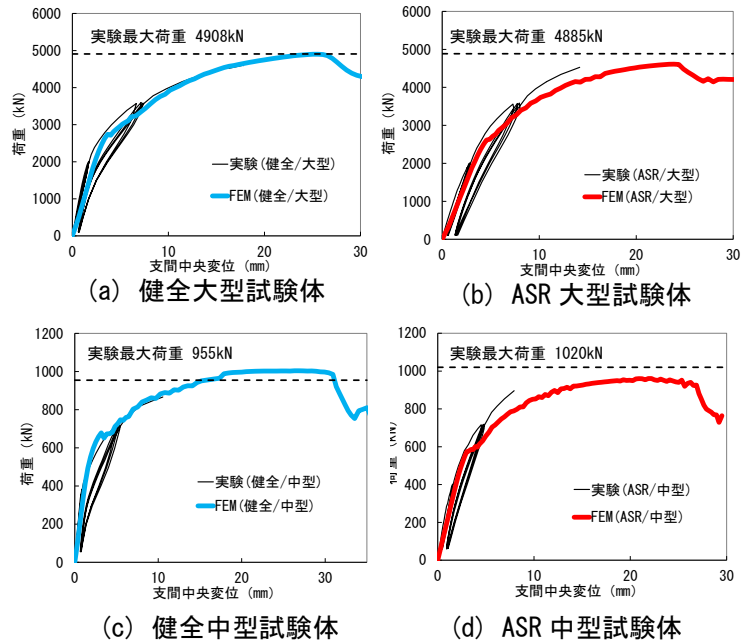 実験最大荷重 4908kN
6000
5000
4000
3000
2000
1000
0
荷重 (kN)
実験(健全/大型)
FEM(健全/大型)
0 10 20 30
支間中央変位 (mm)
(a) 健全大型試験体
実験最大荷重 4885kN
6000
5000
4000
3000
2000
1000
0
荷重 (kN)
実験(ASR/大型)
FEM(ASR/大型)
0 10 20 30
支間中央変位 (mm)
(b) ASR 大型試験体
実験最大荷重 955kN
1200
1000
800
600
400
200
0
荷重 (kN)
実験(健全/中型)
FEM(健全/中型)
0 10 20 30
支間中央変位 (mm)
(c) 健全中型試験体
実験最大荷重 1020kN
1200
1000
800
600
400
200
0
荷重 (kN)
実験(ASR/中型)
FEM(ASR/中型)
0 10 20 30
支間中央変位 (mm)
(d) ASR 中型試験体